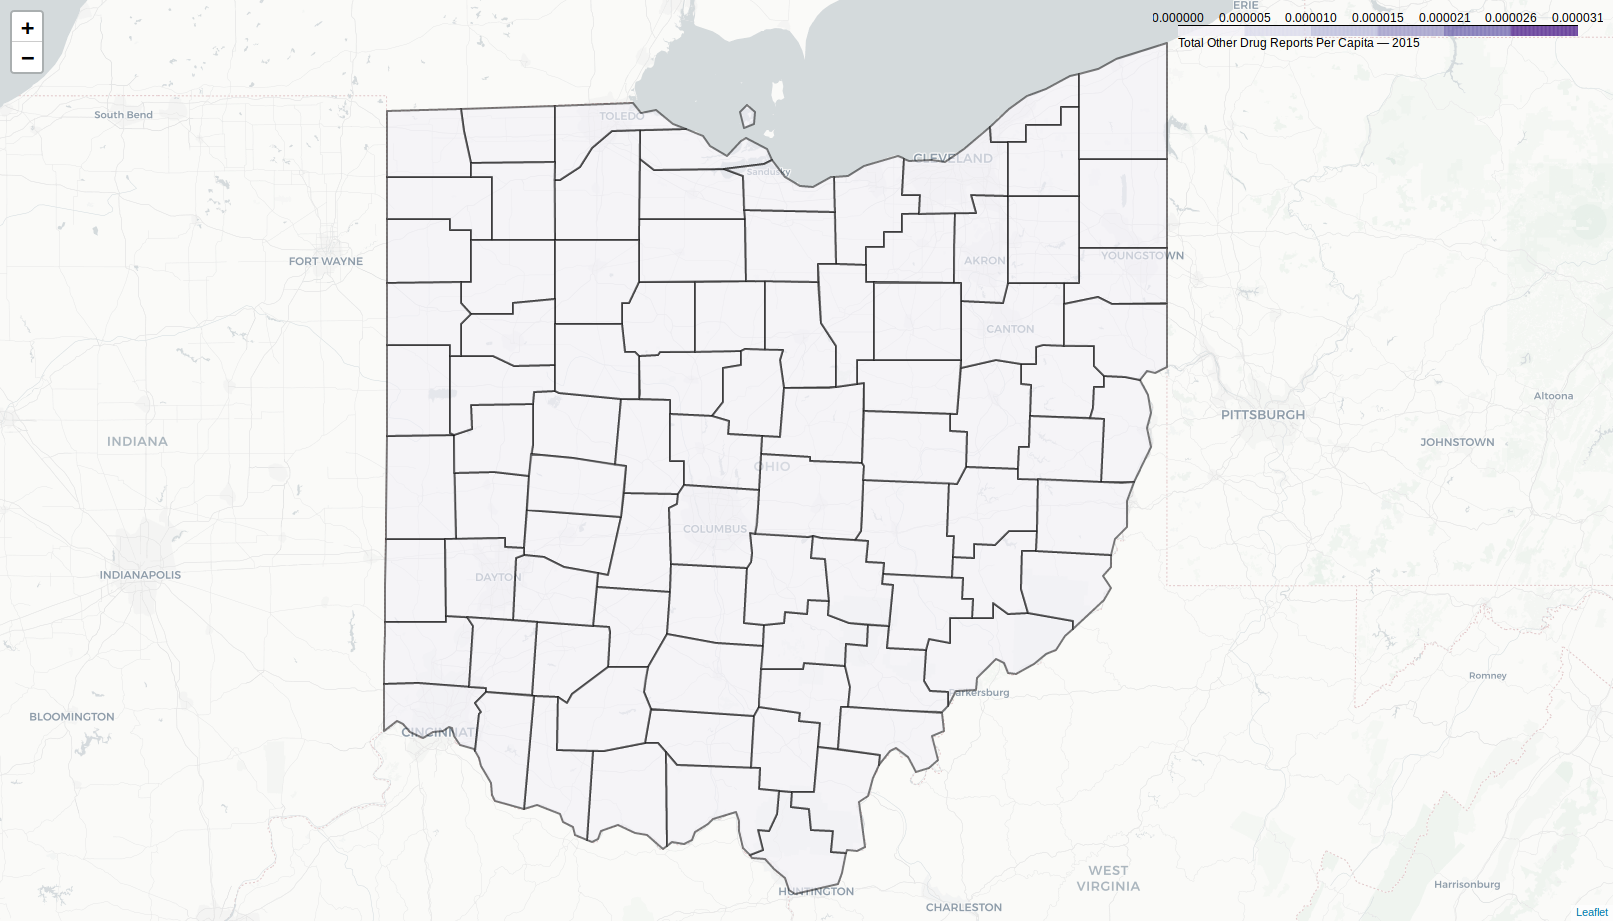 +
−
ERIE
0.000000 0.000005 0.000010 0.000015 0.000021 0.000026 0.000031
Total Other Drug Reports Per Capita — 2015
South Bend
TOLEDO
CLEVELAND
Sandusky
FORT WAYNE
AKRON
YOUNGSTOWN
CANTON
Altoona
PITTSBURGH
INDIANA
JOHNSTOWN
OHIO
COLUMBUS
INDIANAPOLIS
DAYTON
Romney
Parkersburg
BLOOMINGTON
CINCINNATI
WEST
VIRGINIA
Harrisonburg
HUNTINGTON
CHARLESTON
Leaflet